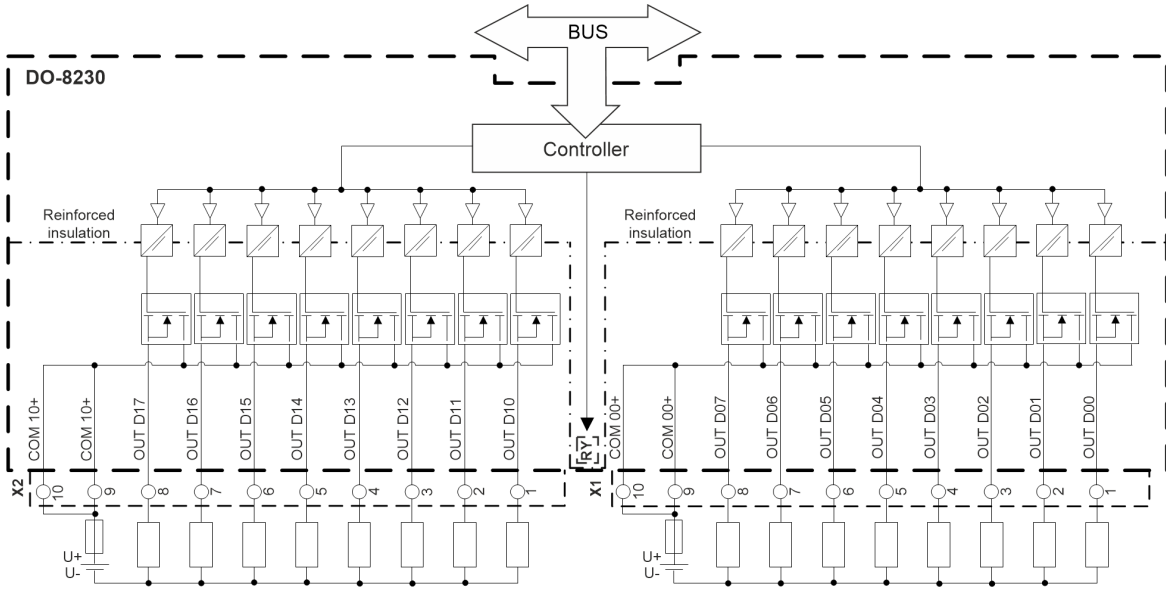 BUS
DO-8230
Controller
Reinforced
insulation
Reinforced
insulation
COM 10+
COM 10+
OUT D17
OUT D16
OUT D15
OUT D14
OUT D13
OUT D12
OUT D11
OUT D10
RY
COM 00+
COM 00+
OUT D07
OUT D06
OUT D05
OUT D04
OUT D03
OUT D02
OUT D01
OUT D00
X2
10
9
8
7
6
5
4
3
2
1
X1
10
9
8
7
6
5
4
3
2
1
U+
U-
U+
U-